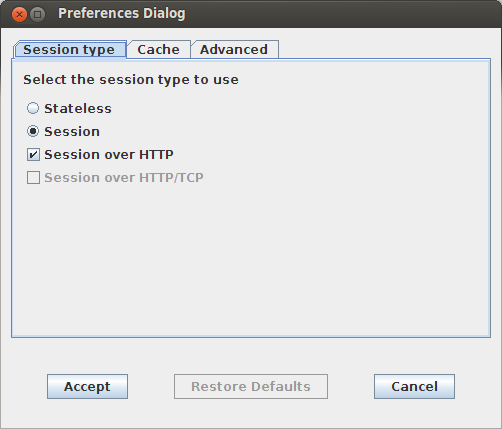 Preferences Dialog
Session type Cache Advanced
Select the session type to use
Stateless
Session
Session over HTTP
Session over HTTP/TCP
Accept Restore Defaults Cancel